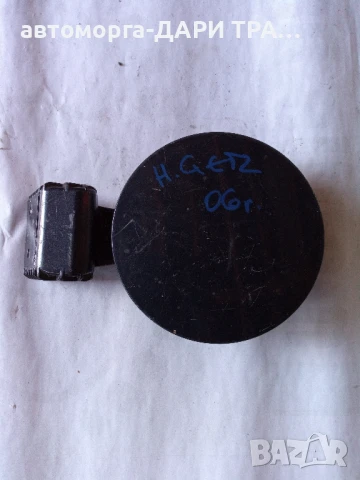 автоморга-ДАРИ ТРА...
H. GETZ
06г.
BAZAR